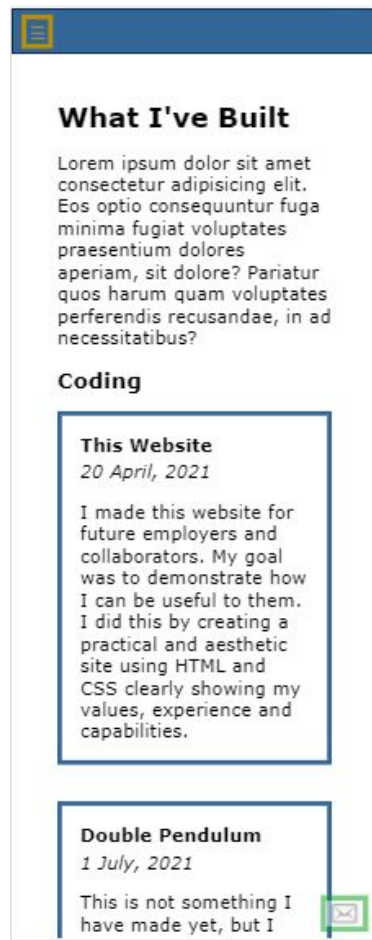 What I've Built
Lorem ipsum dolor sit amet
consectetur adipisicing elit.
Eos optio consequuntur fuga
minima fugiat voluptates
praesentium dolores
aperiam, sit dolore? Pariatur
quos harum quam voluptates
perferendis recusandae, in ad
necessitatibus?
Coding
This Website
20 April, 2021
I made this website for
future employers and
collaborators. My goal
was to demonstrate how
I can be useful to them.
I did this by creating a
practical and aesthetic
site using HTML and
CSS clearly showing my
values, experience and
capabilities.
Double Pendulum
1 July, 2021
This is not something I
have made yet, but I